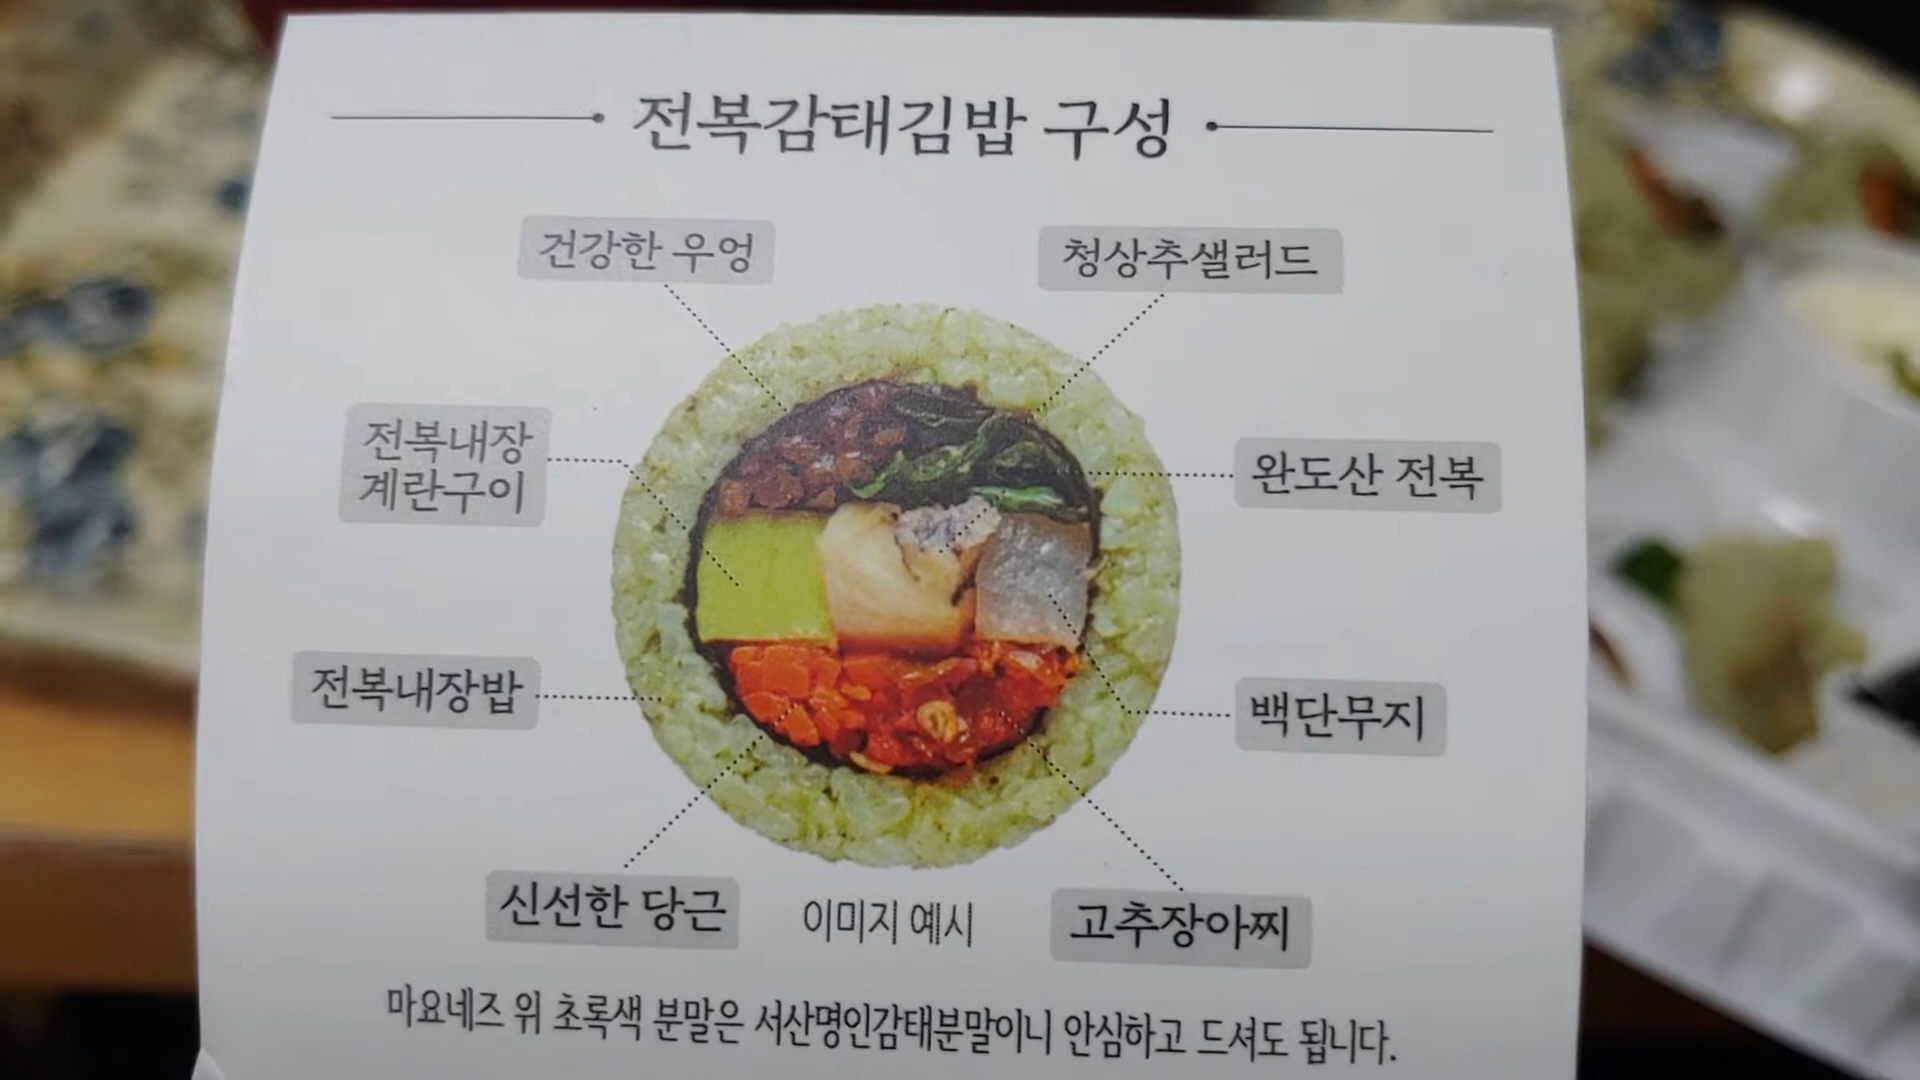 전복감태김밥 구성
건강한 우엉
청상추샐러드
전복내장
계란구이
완도산 전복
전복내장밥
백단무지
신선한 당근
이미지 예시
고추장아찌
마요네즈 위 초록색 분말은 서산명인감태분말이니 안심하고 드셔도 됩니다.